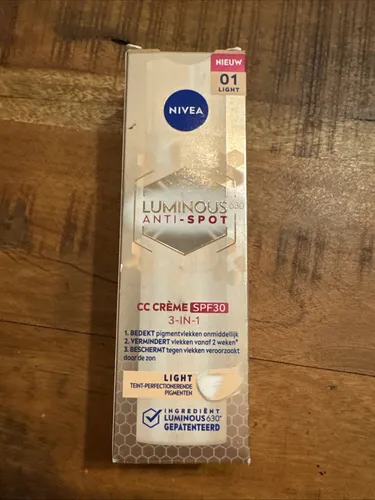 NIEUW
01
LIGHT
NIVEA
LUMINOUS630
ANTI-SPOT
CC CRÈME SPF30
3-IN-1
1. BEDEKT pigmentvlekken onmiddellijk
2. VERMINDERT vlekken vanaf 2 weken*
3. BESCHERMT tegen vlekken veroorzaakt
door de zon
LIGHT
TEINT-PERFECTIONERENDE
PIGMENTEN
INGREDIËNT
LUMINOUS 630®
GEPATENTEERD